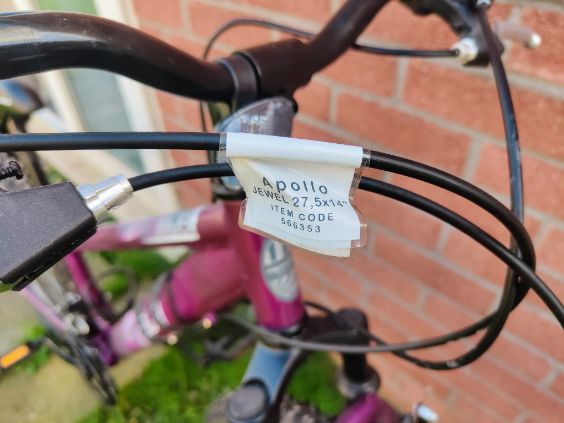 Apollo
JEWEL 27,5x14"
ITEM CODE
566353